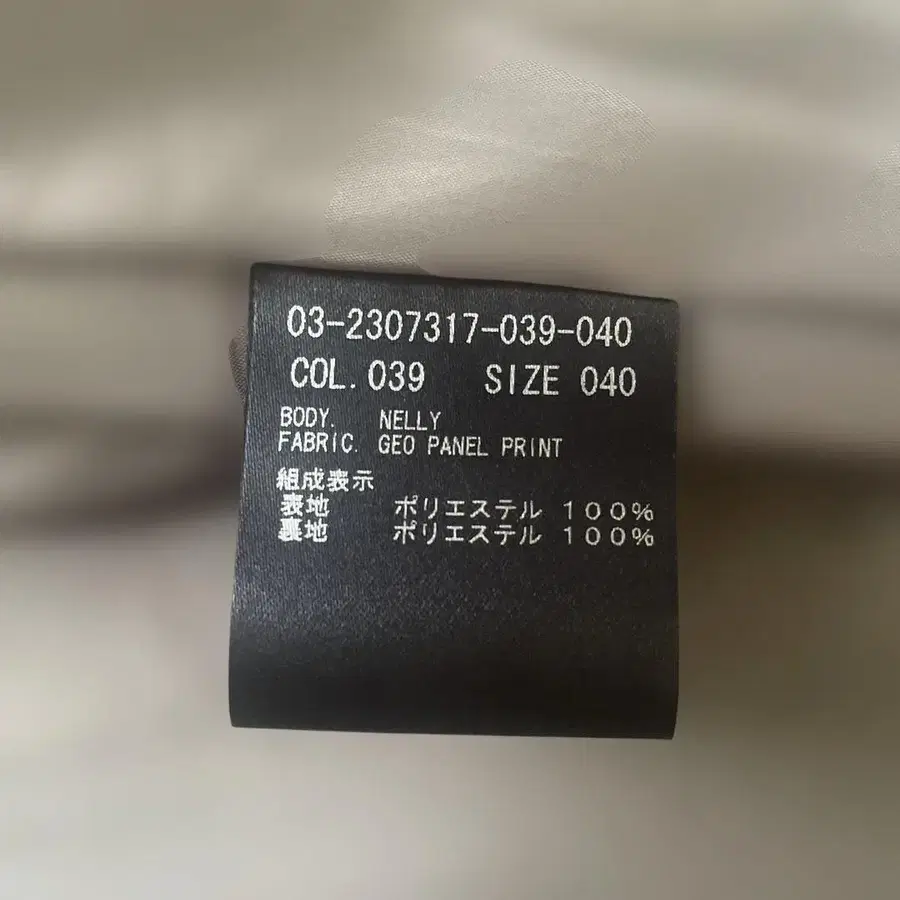 03-2307317-039-040
COL. 039 SIZE 040
BODY. NELLY
FABRIC. GEO PANEL PRINT
組成表示
表地 ポリエステル 100%
裏地 ポリエステル 100%